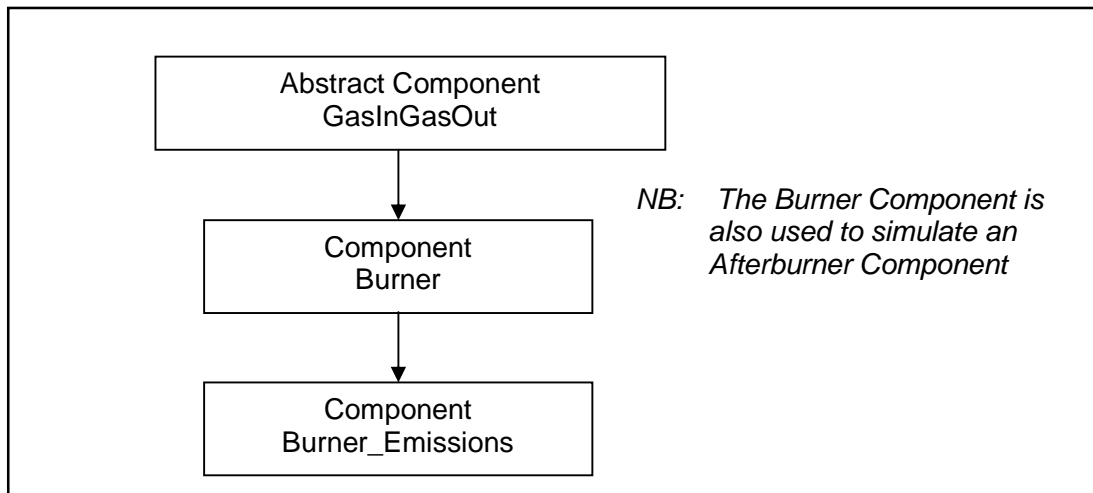 Abstract Component
GasInGasOut
NB: The Burner Component is
also used to simulate an
Afterburner Component
Component
Burner
Component
Burner_Emissions